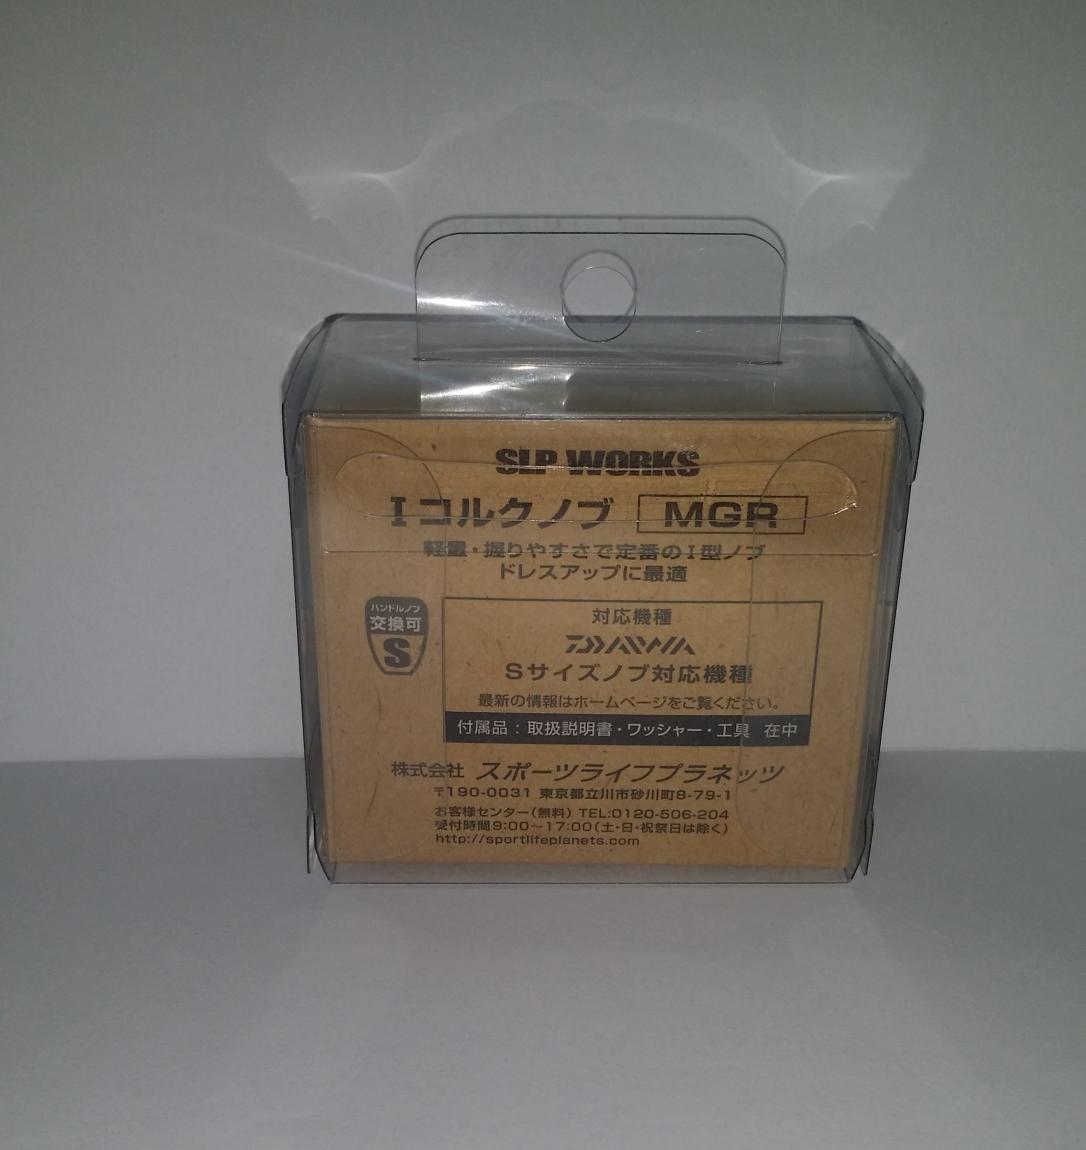 SLP WORKS
Iコルクノブ MGR
軽量・握りやすさで定番のI型ノブ
ドレスアップに最適
ハンドルノブ
交換可
S
対応機種
DAIWA
Sサイズノブ対応機種
最新の情報はホームページをご覧ください。
付属品：取扱説明書・ワッシャー・工具 在中
株式会社 スポーツライフプラネッツ
〒190-0031 東京都立川市砂川町8-79-1
お客様センター(無料) TEL:0120-506-204
受付時間9:00～17:00(土・日・祝祭日は除く)
http://sportlifeplanets.com